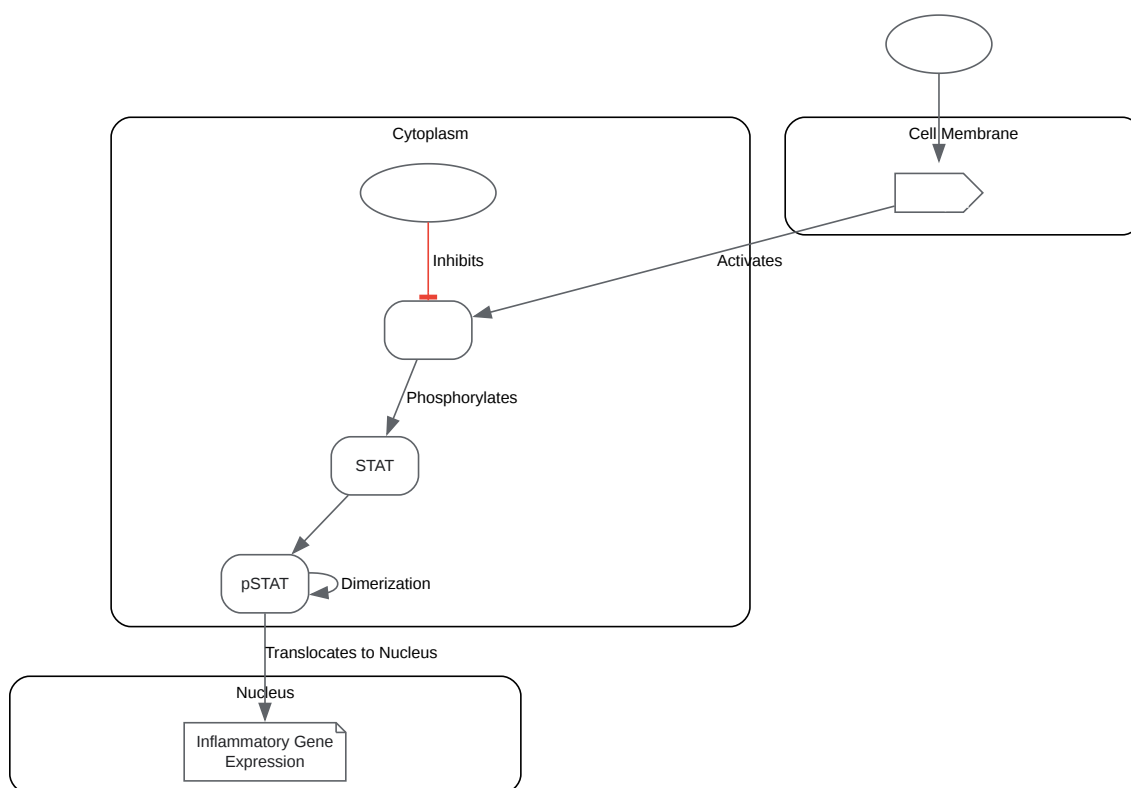 Cytoplasm
Cell Membrane
Inhibits
Activates
Phosphorylates
STAT
pSTAT
Dimerization
Translocates to Nucleus
Nucleus
Inflammatory Gene
Expression